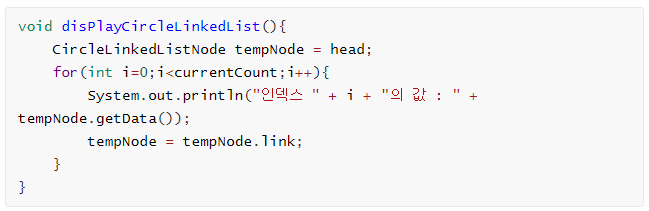 void disPlayCircleLinkedList(){
    CircleLinkedListNode tempNode = head;
    for(int i=0;i<currentCount;i++){
        System.out.println("인덱스 " + i + "의 값 : " +
tempNode.getData());
        tempNode = tempNode.link;
    }
}